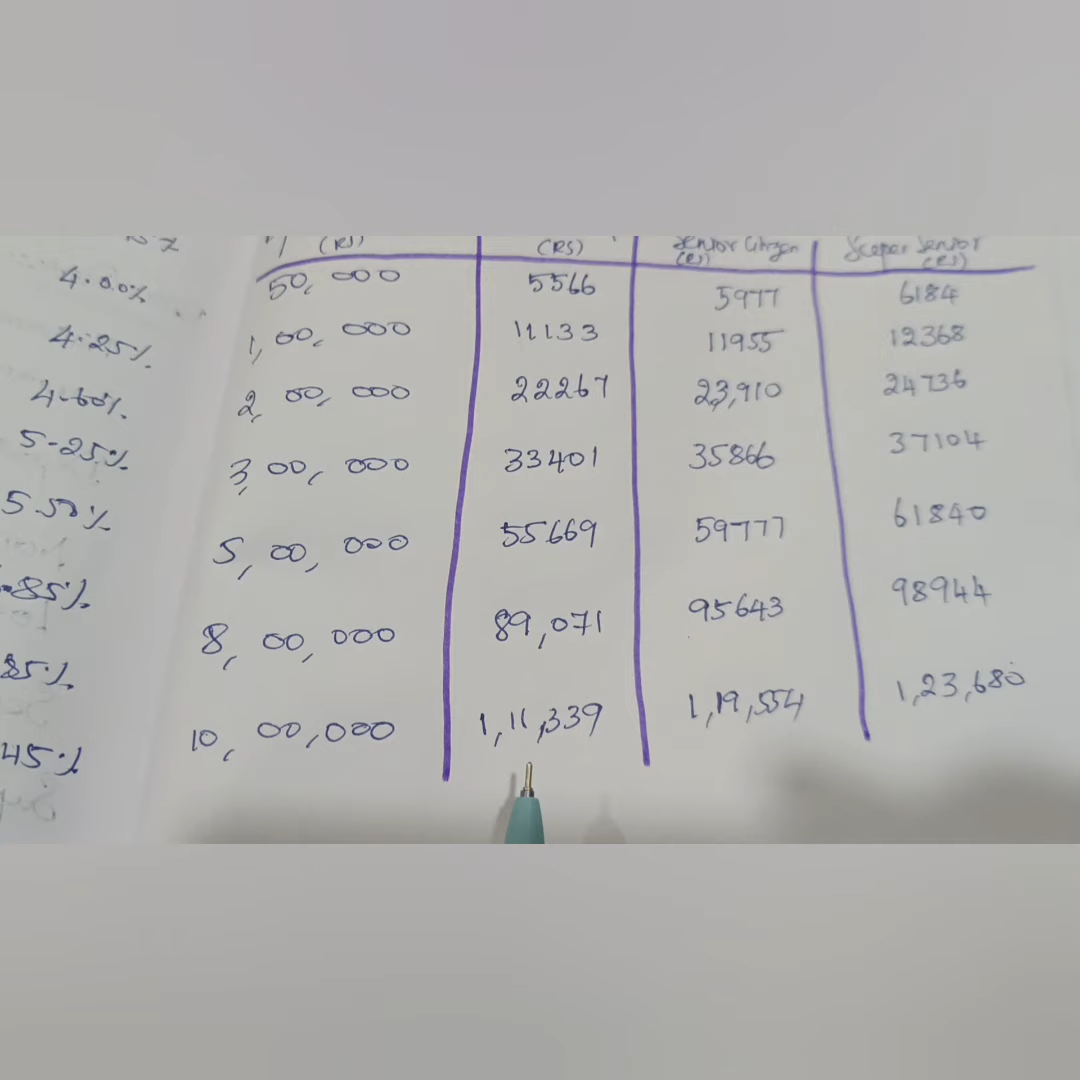 (RS) (RS) Senior Citizen (RS) Super Senior (RS)
4.00% 50,000 5566 5977 6184
4.25% 1,00,000 11133 11955 12368
4.60% 2,00,000 22267 23,910 24736
5.25% 3,00,000 33401 35866 37104
5.50% 5,00,000 55669 59777 61840
.85% 8,00,000 89,071 95643 98944
85% 10,00,000 1,11,339 1,19,554 1,23,680
45%